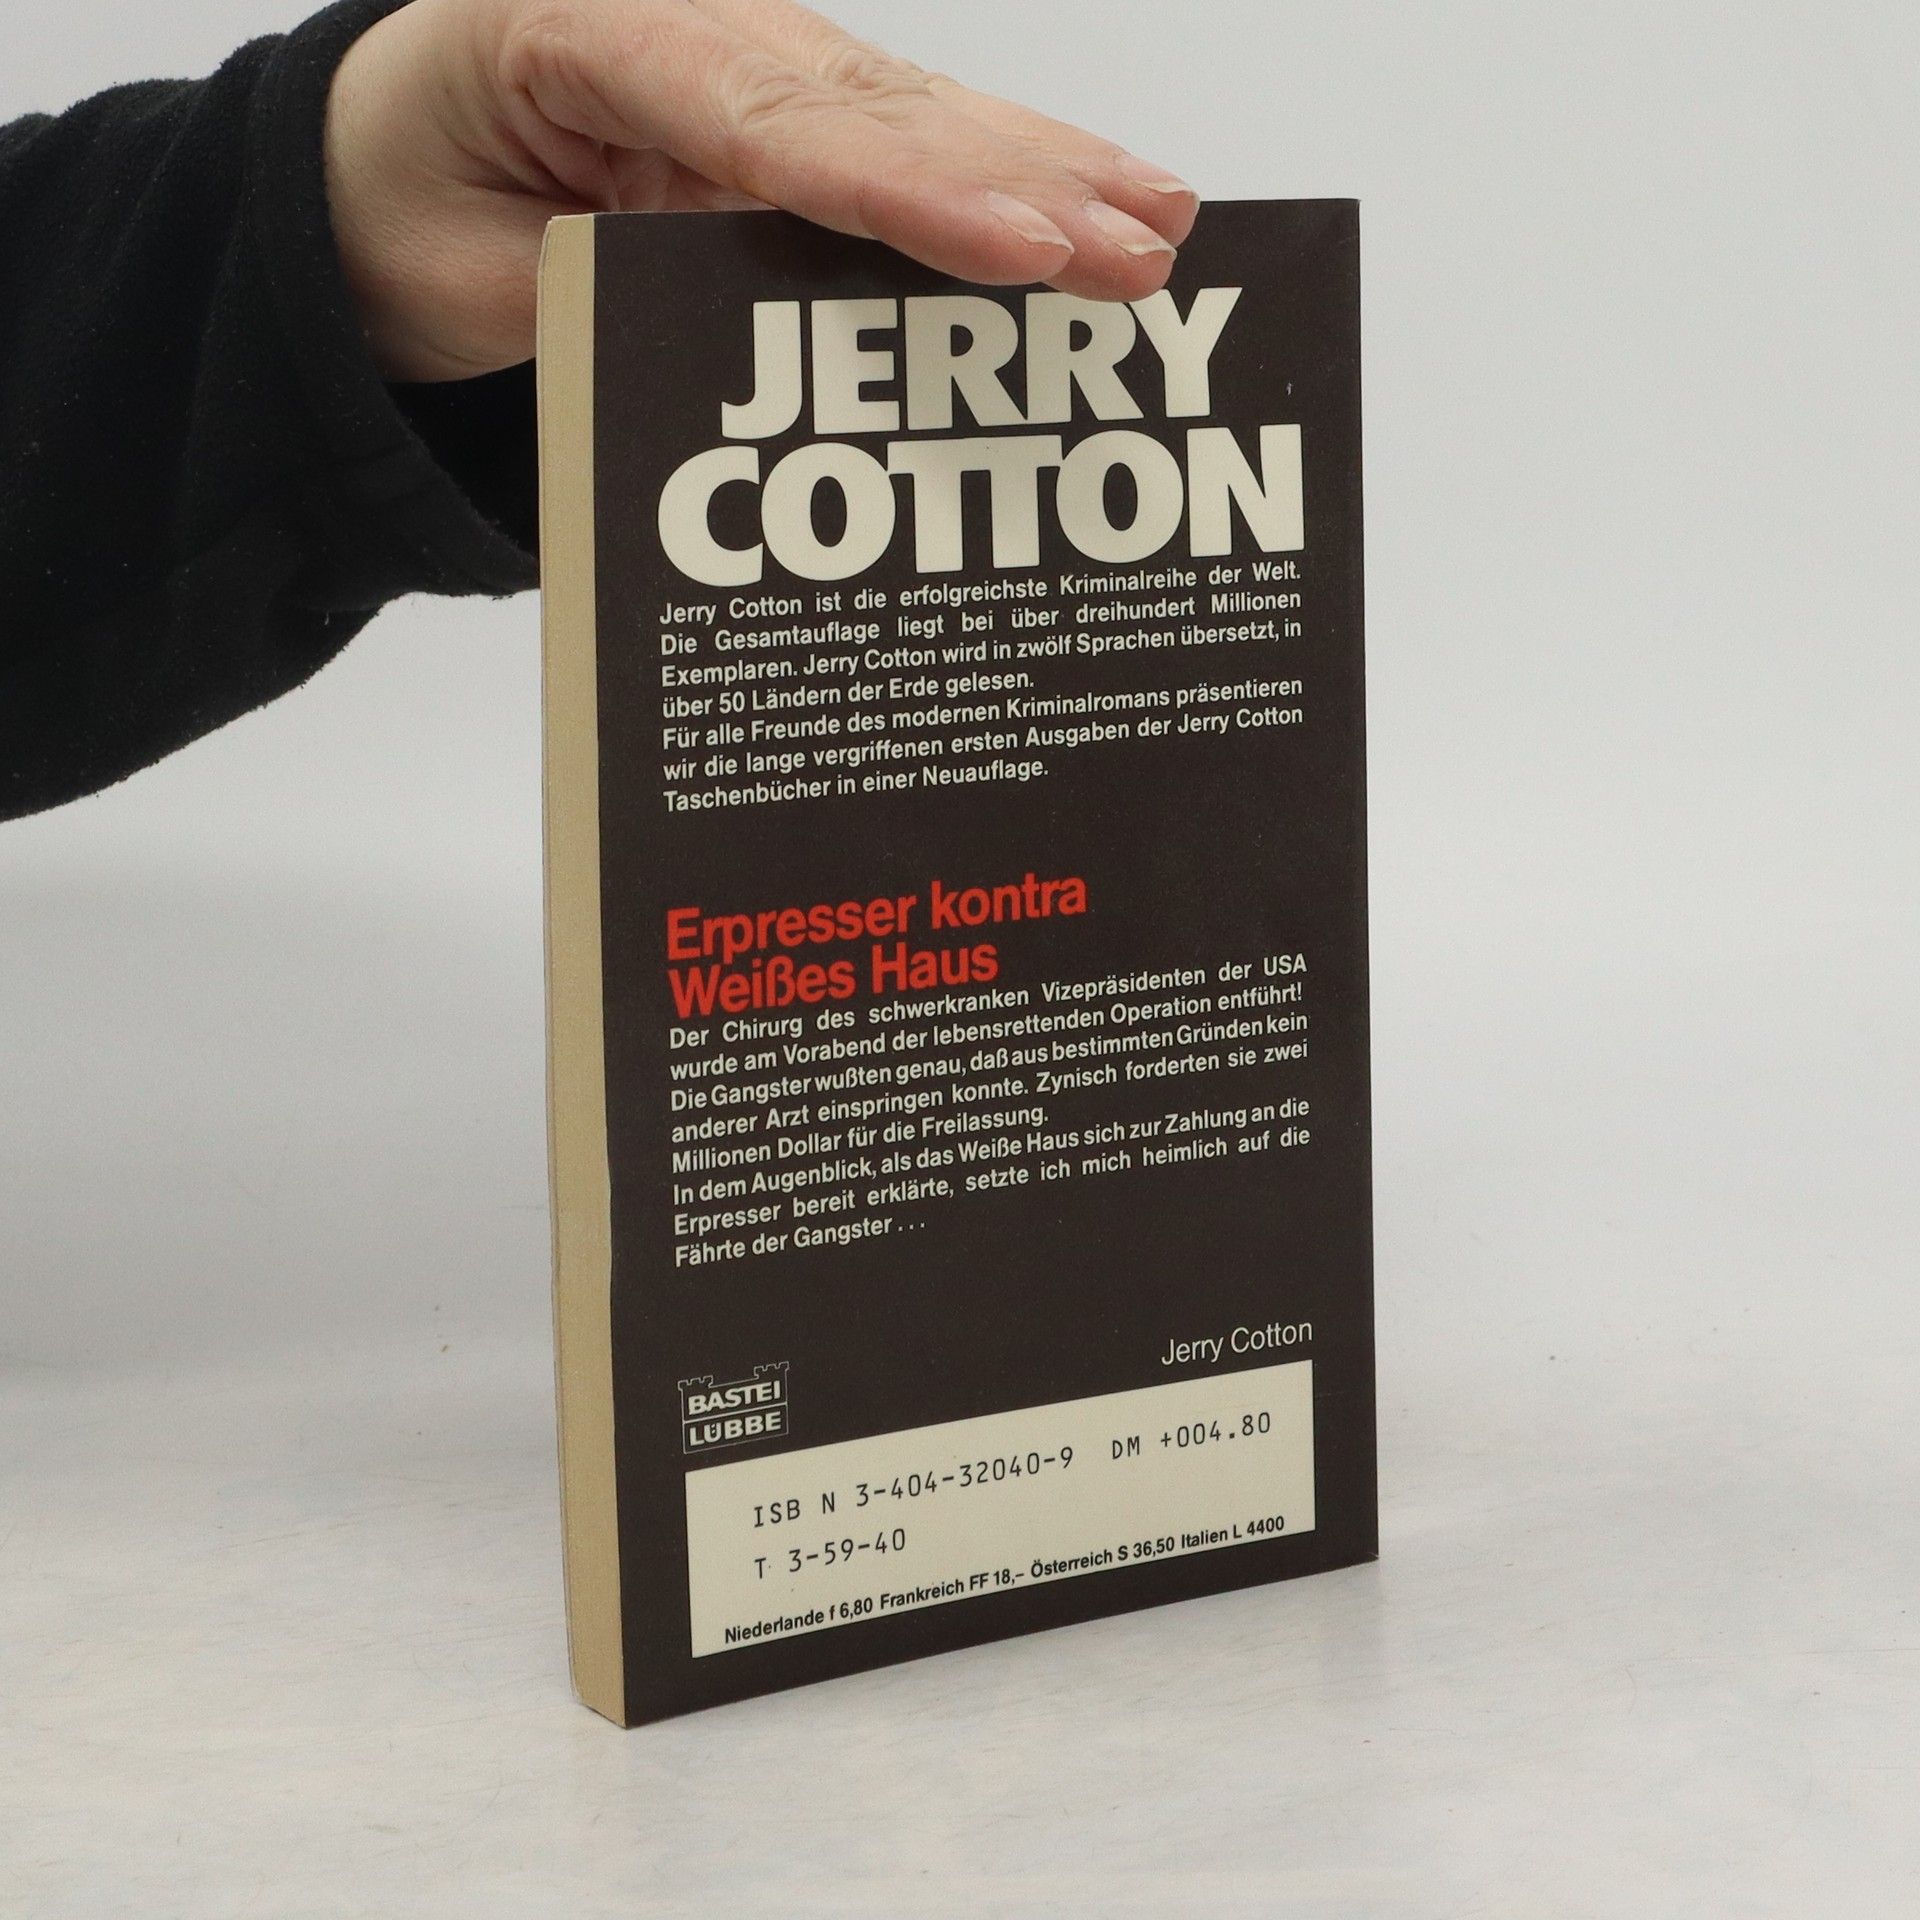 JERRY
COTTON
Jerry Cotton ist die erfolgreichste Kriminalreihe der Welt.
Die Gesamtauflage liegt bei über dreihundert Millionen
Exemplaren. Jerry Cotton wird in zwölf Sprachen übersetzt, in
über 50 Ländern der Erde gelesen.
Für alle Freunde des modernen Kriminalromans präsentieren
wir die lange vergriffenen ersten Ausgaben der Jerry Cotton
Taschenbücher in einer Neuauflage.
Erpresser kontra
Weißes Haus
Der Chirurg des schwerkranken Vizepräsidenten der USA
wurde am Vorabend der lebensrettenden Operation entführt!
Die Gangster wußten genau, daß aus bestimmten Gründen kein
anderer Arzt einspringen konnte. Zynisch forderten sie zwei
Millionen Dollar für die Freilassung.
In dem Augenblick, als das Weiße Haus sich zur Zahlung an die
Erpresser bereit erklärte, setzte ich mich heimlich auf die
Fährte der Gangster ...
Jerry Cotton
BASTEI
LÜBBE
ISB N 3-404-32040-9 DM +004.80
T 3-59-40
Niederlande f 6,80 Frankreich FF 18,– Österreich S 36,50 Italien L 4400